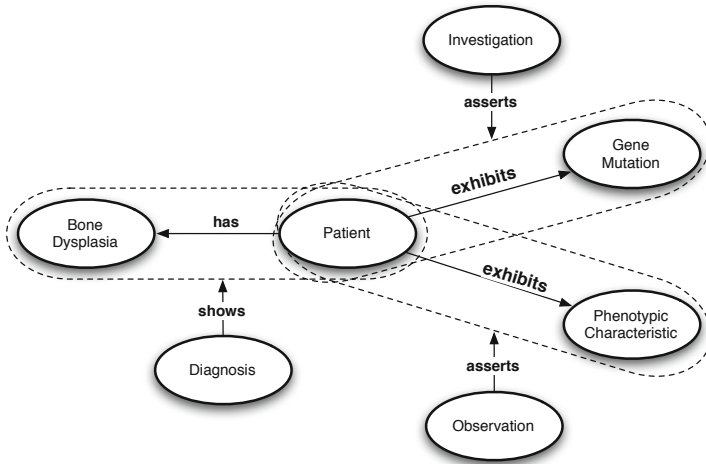 Investigation
asserts
Gene
Mutation
exhibits
Bone
Dysplasia
has
Patient
exhibits
Phenotypic
Characteristic
shows
asserts
Diagnosis
Observation